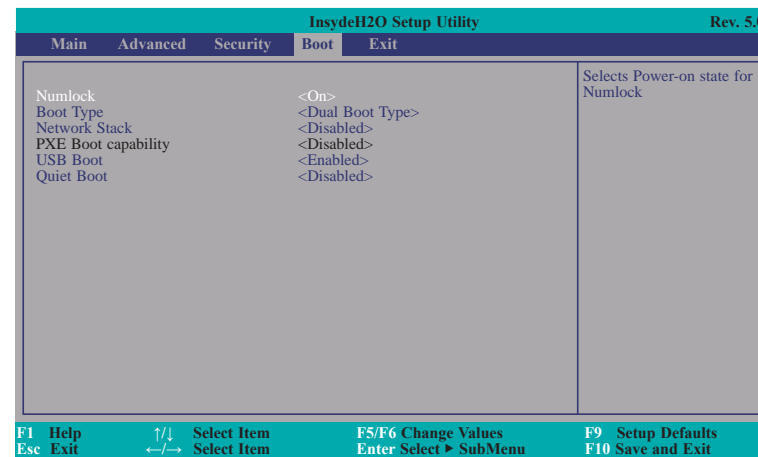 InsydeH2O Setup Utility Rev. 5.
Main Advanced Security Boot Exit
Numlock <On>
Boot Type <Dual Boot Type>
Network Stack <Disabled>
PXE Boot capability <Disabled>
USB Boot <Enabled>
Quiet Boot <Disabled>
Selects Power-on state for
Numlock
F1 Help ↑/↓ Select Item F5/F6 Change Values F9 Setup Defaults
Esc Exit ←/→ Select Item Enter Select ▶ SubMenu F10 Save and Exit